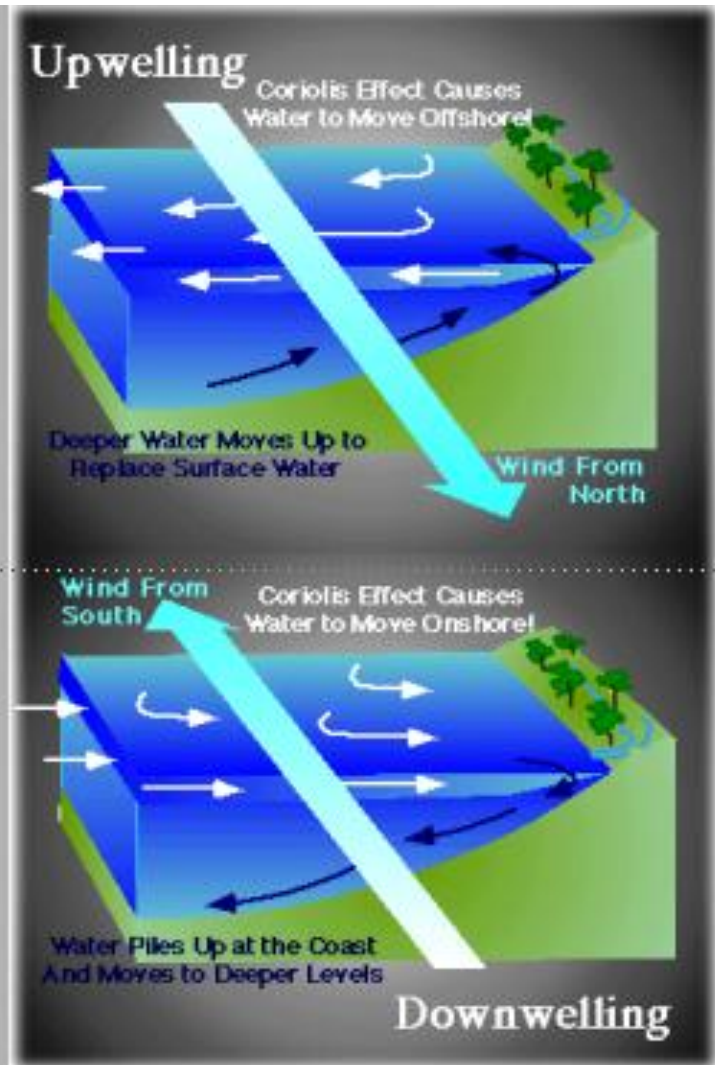 Upwelling
Coriolis Effect Causes
Water to Move Offshore!
Deeper Water Moves Up to
Replace Surface Water
Wind From
North
Wind From
South
Coriolis Effect Causes
Water to Move Onshore!
Water Piles Up at the Coast
And Moves to Deeper Levels
Downwelling